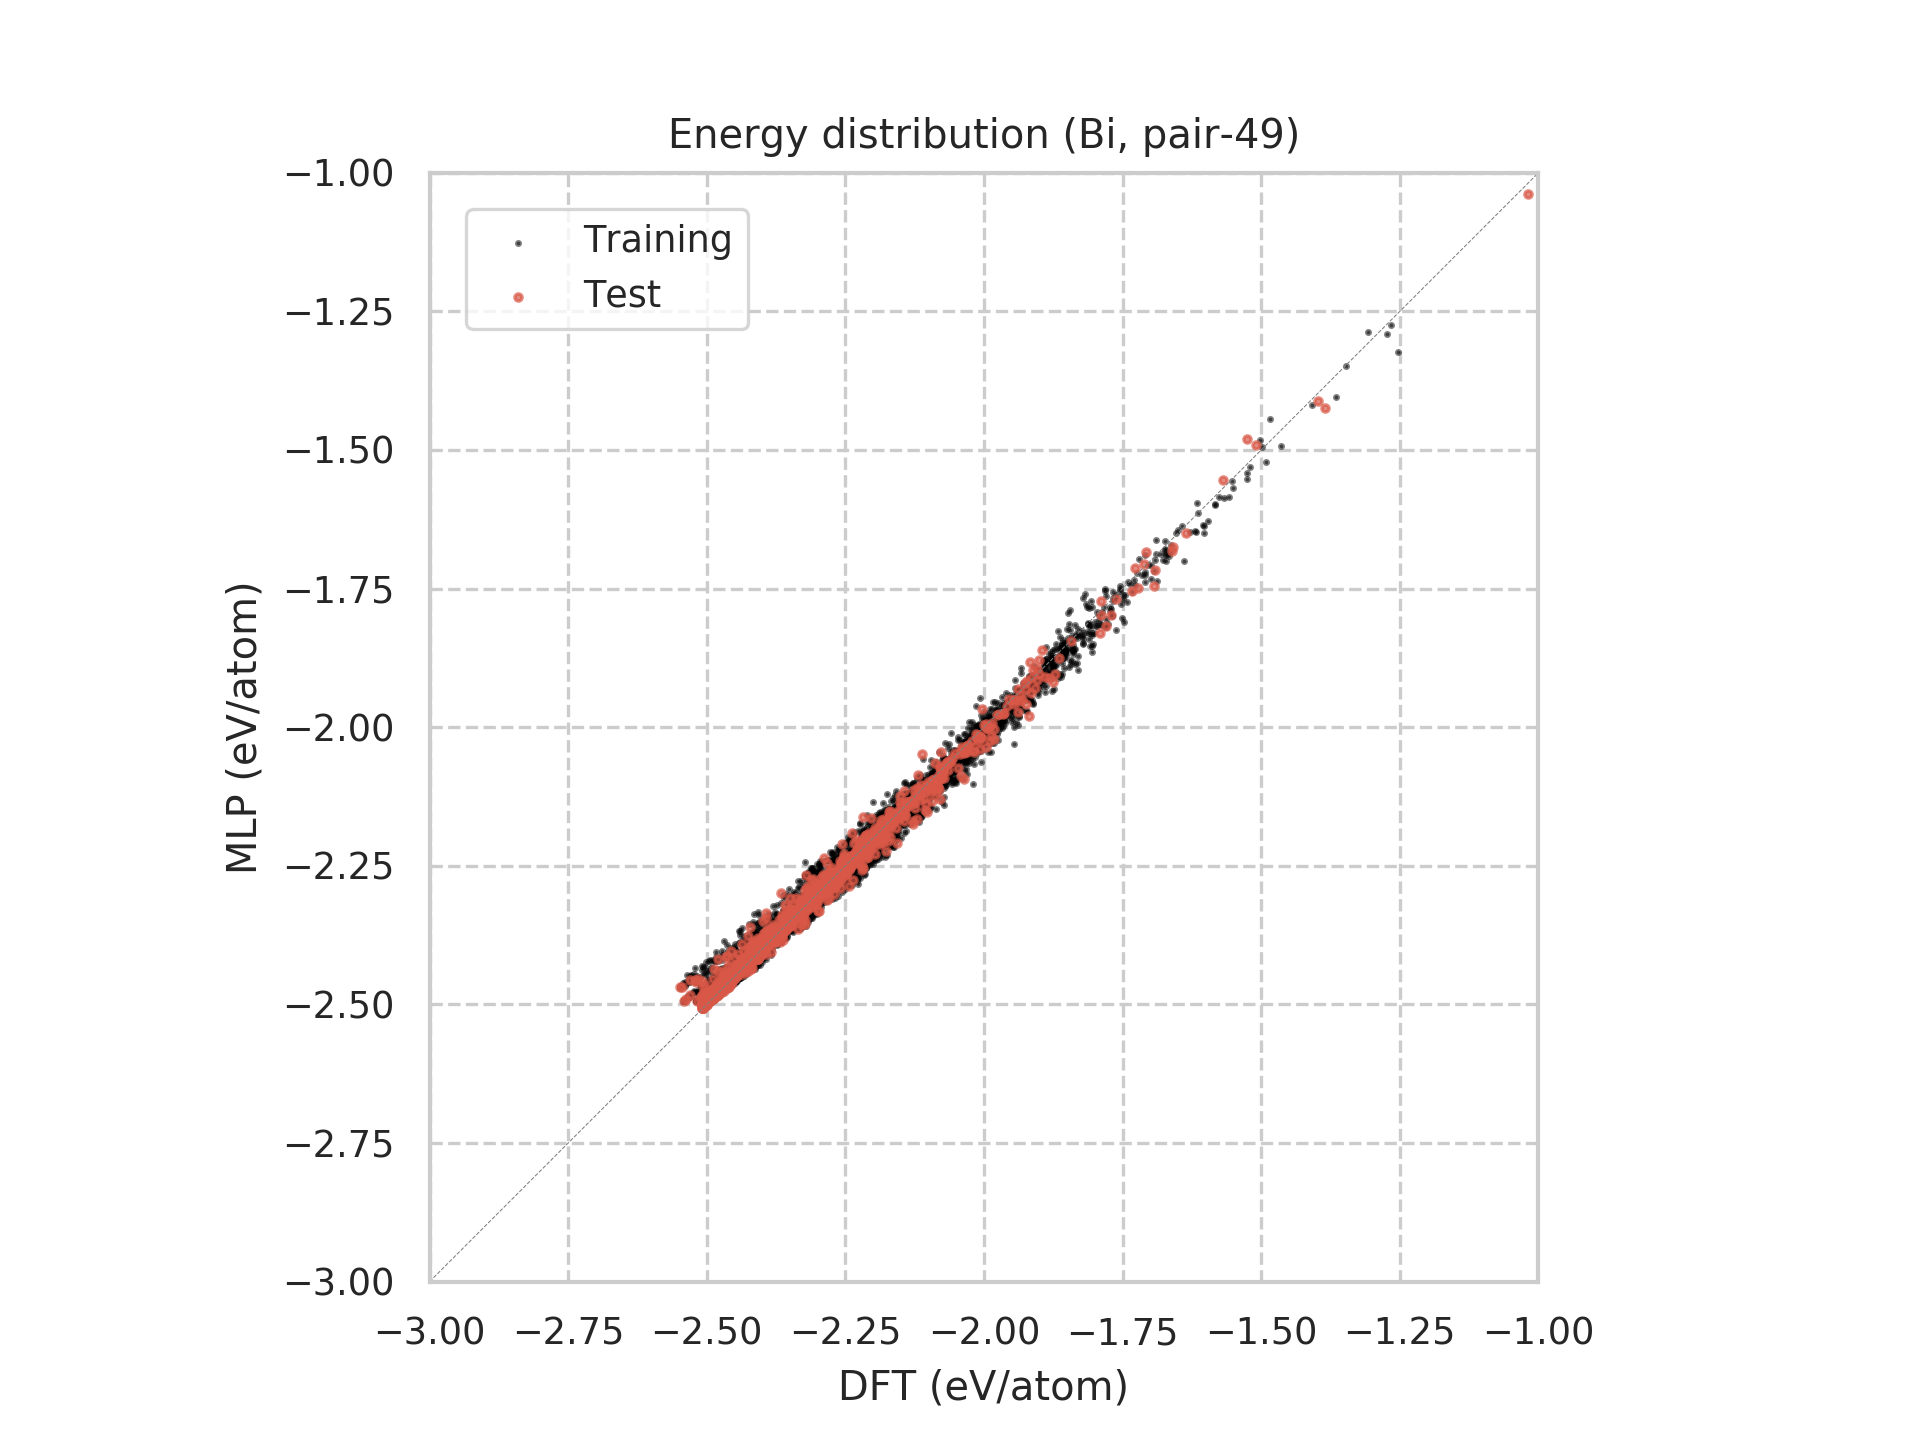 Energy distribution (Bi, pair-49)
−1.00
Training
Test
−1.25
−1.50
−1.75
−2.00
−2.25
−2.50
−2.75
−3.00
MLP (eV/atom)
−3.00 −2.75 −2.50 −2.25 −2.00 −1.75 −1.50 −1.25 −1.00
DFT (eV/atom)